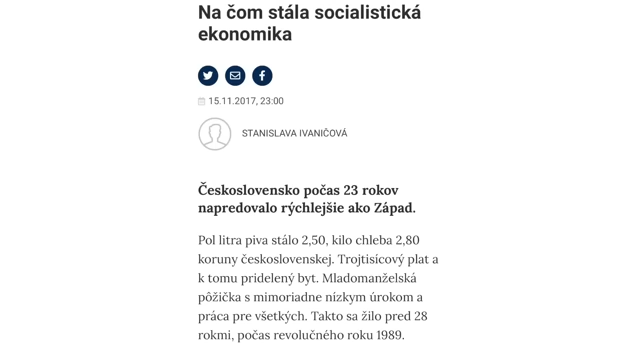 Na čom stála socialistická
ekonomika
15.11.2017, 23:00
STANISLAVA IVANIČOVÁ
Československo počas 23 rokov
napredovalo rýchlejšie ako Západ.
Pol litra piva stálo 2,50, kilo chleba 2,80
koruny československej. Trojtisícový plat a
k tomu pridelený byt. Mladomanželská
pôžička s mimoriadne nízkym úrokom a
práca pre všetkých. Takto sa žilo pred 28
rokmi, počas revolučného roku 1989.